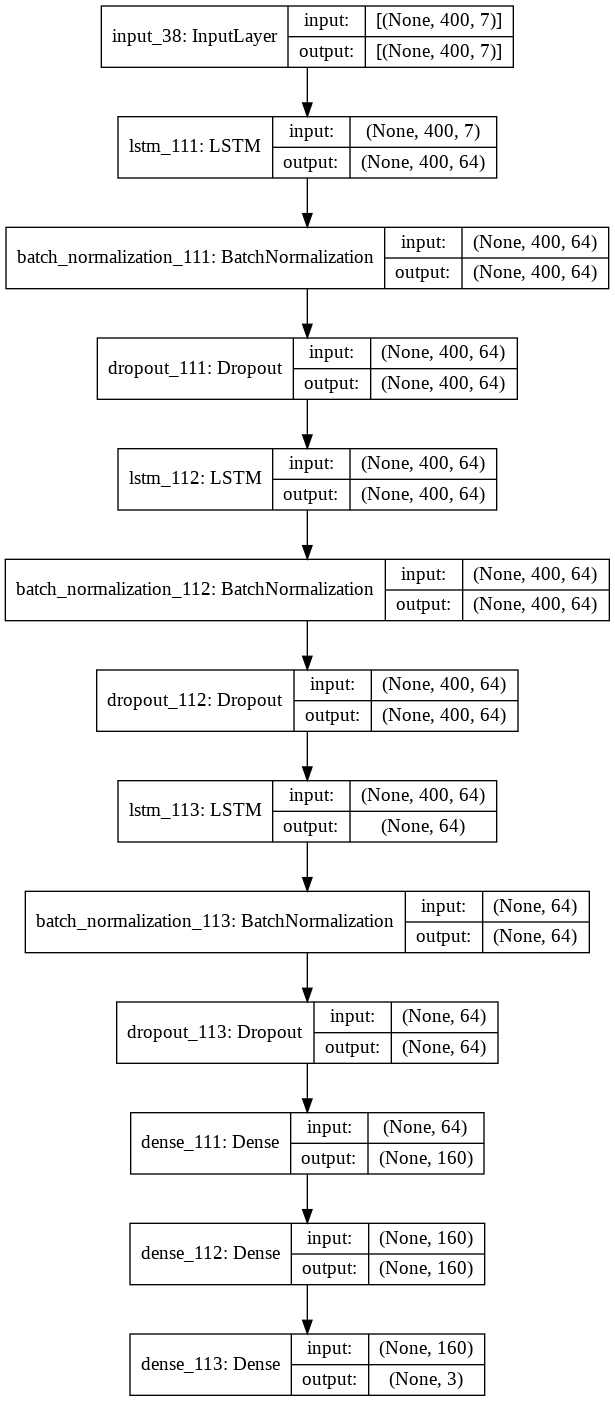 input_38: InputLayer
input: [(None, 400, 7)]
output: [(None, 400, 7)]
lstm_111: LSTM
input: (None, 400, 7)
output: (None, 400, 64)
batch_normalization_111: BatchNormalization
input: (None, 400, 64)
output: (None, 400, 64)
dropout_111: Dropout
input: (None, 400, 64)
output: (None, 400, 64)
lstm_112: LSTM
input: (None, 400, 64)
output: (None, 400, 64)
batch_normalization_112: BatchNormalization
input: (None, 400, 64)
output: (None, 400, 64)
dropout_112: Dropout
input: (None, 400, 64)
output: (None, 400, 64)
lstm_113: LSTM
input: (None, 400, 64)
output: (None, 64)
batch_normalization_113: BatchNormalization
input: (None, 64)
output: (None, 64)
dropout_113: Dropout
input: (None, 64)
output: (None, 64)
dense_111: Dense
input: (None, 64)
output: (None, 160)
dense_112: Dense
input: (None, 160)
output: (None, 160)
dense_113: Dense
input: (None, 160)
output: (None, 3)